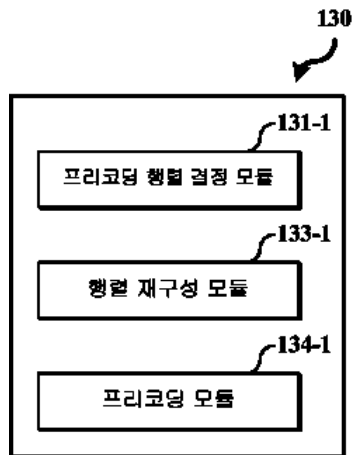 130
131-1
프리코딩 행렬 결정 모듈
133-1
행렬 재구성 모듈
134-1
프리코딩 모듈